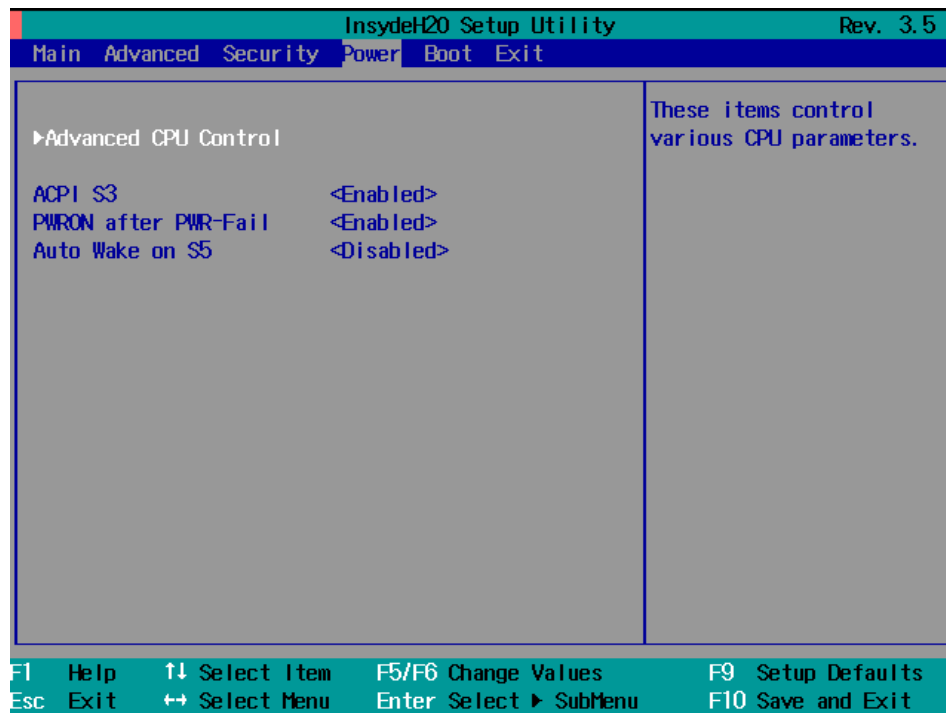 InsydeH2O Setup Utility Rev. 3.5
Main Advanced Security Power Boot Exit
▶Advanced CPU Control
ACPI S3 <Enabled>
PWRON after PWR-Fail <Enabled>
Auto Wake on S5 <Disabled>
These items control
various CPU parameters.
F1 Help ↑↓ Select Item F5/F6 Change Values F9 Setup Defaults
Esc Exit ↔ Select Menu Enter Select ▶ SubMenu F10 Save and Exit